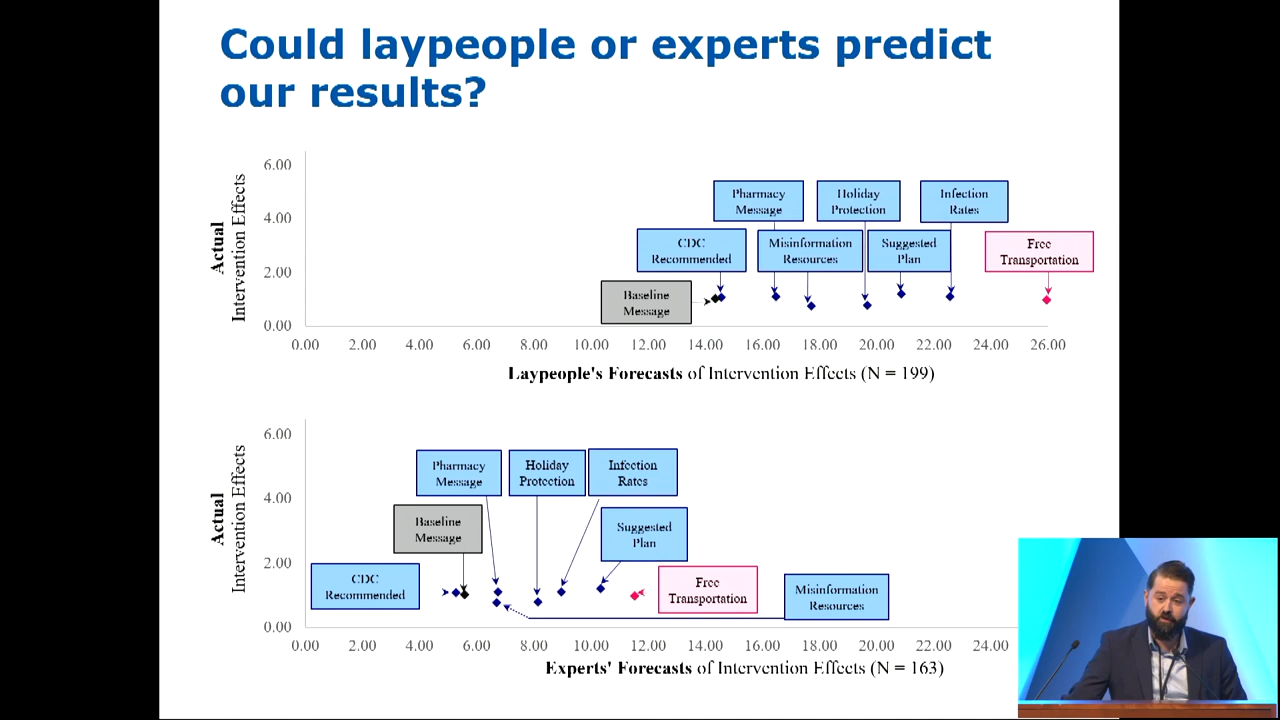 Could laypeople or experts predict
our results?
Actual
Intervention Effects
6.00
4.00
2.00
0.00
Pharmacy
Message
Holiday
Protection
Infection
Rates
CDC
Recommended
Misinformation
Resources
Suggested
Plan
Free
Transportation
Baseline
Message
0.00 2.00 4.00 6.00 8.00 10.00 12.00 14.00 16.00 18.00 20.00 22.00 24.00 26.00
Laypeople's Forecasts of Intervention Effects (N = 199)
Actual
Intervention Effects
6.00
4.00
2.00
0.00
Pharmacy
Message
Holiday
Protection
Infection
Rates
Baseline
Message
Suggested
Plan
CDC
Recommended
Free
Transportation
Misinformation
Resources
0.00 2.00 4.00 6.00 8.00 10.00 12.00 14.00 16.00 18.00 20.00 22.00 24.00
Experts' Forecasts of Intervention Effects (N = 163)